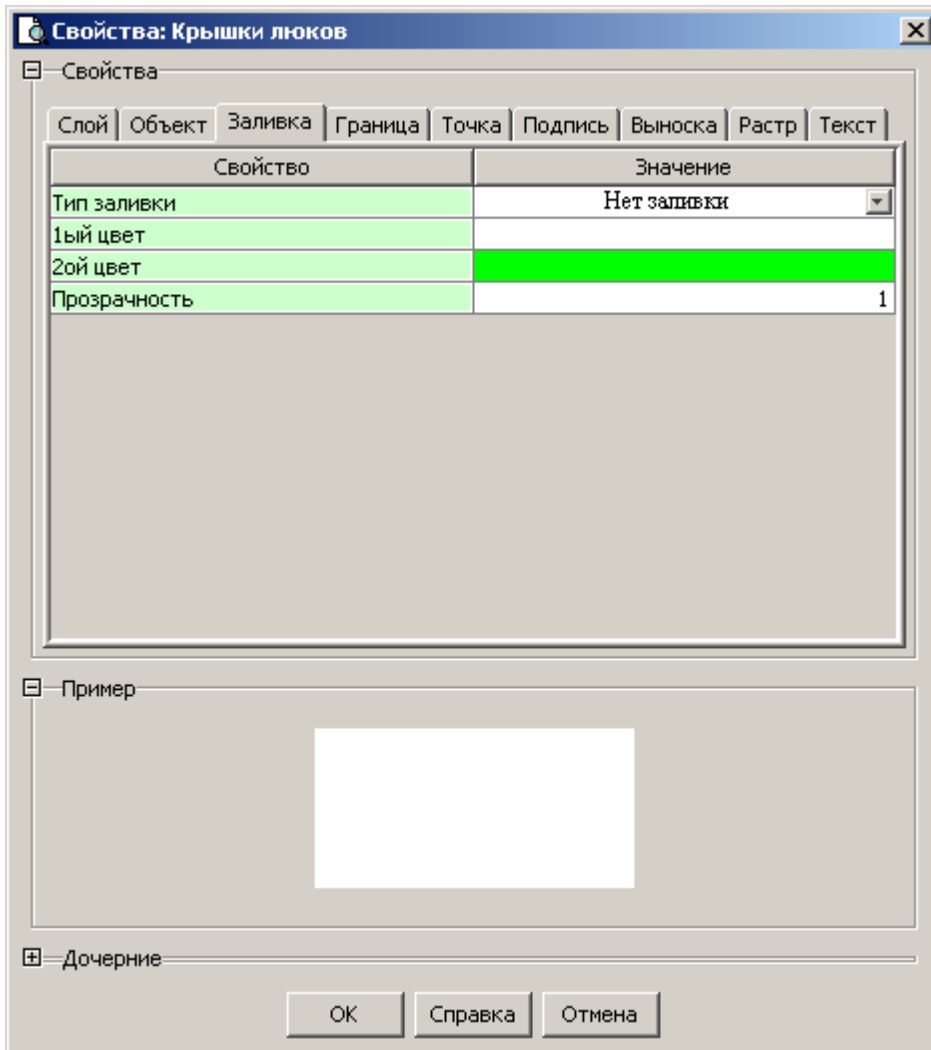 Свойства: Крышки люков
Свойства
Слой Объект Заливка Граница Точка Подпись Выноска Растр Текст
Свойство Значение
Тип заливки Нет заливки
1ый цвет
2ой цвет
Прозрачность 1
Пример
Дочерние
OK Справка Отмена